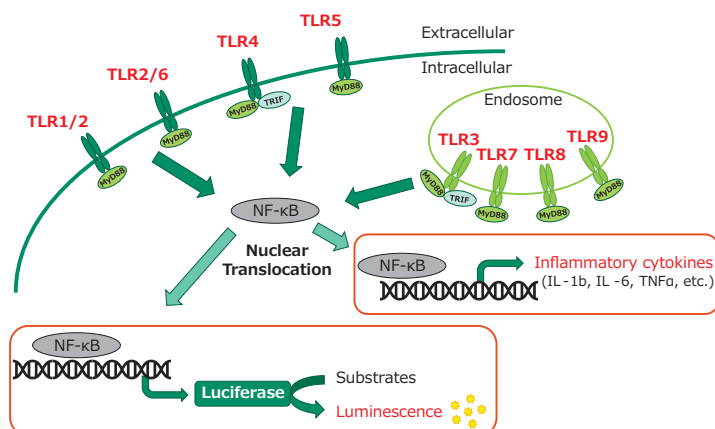 TLR5
Extracellular
TLR4
Intracellular
TLR2/6
TLR1/2
MyD88
MyD88
MyD88
TRIF
MyD88
Endosome
TLR3
TLR7
TLR8
TLR9
MyD88
TRIF
MyD88
MyD88
MyD88
NF-κB
Nuclear
Translocation
NF-κB
Inflammatory cytokines
(IL -1b, IL -6, TNFα, etc.)
NF-κB
Luciferase
Substrates
Luminescence